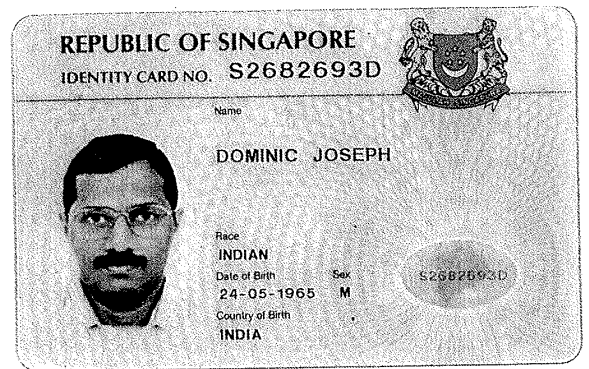 REPUBLIC OF SINGAPORE
IDENTITY CARD NO. S2682693D
Name
DOMINIC JOSEPH
Race
INDIAN
Date of Birth Sex
24-05-1965 M
S2682693D
Country of Birth
INDIA